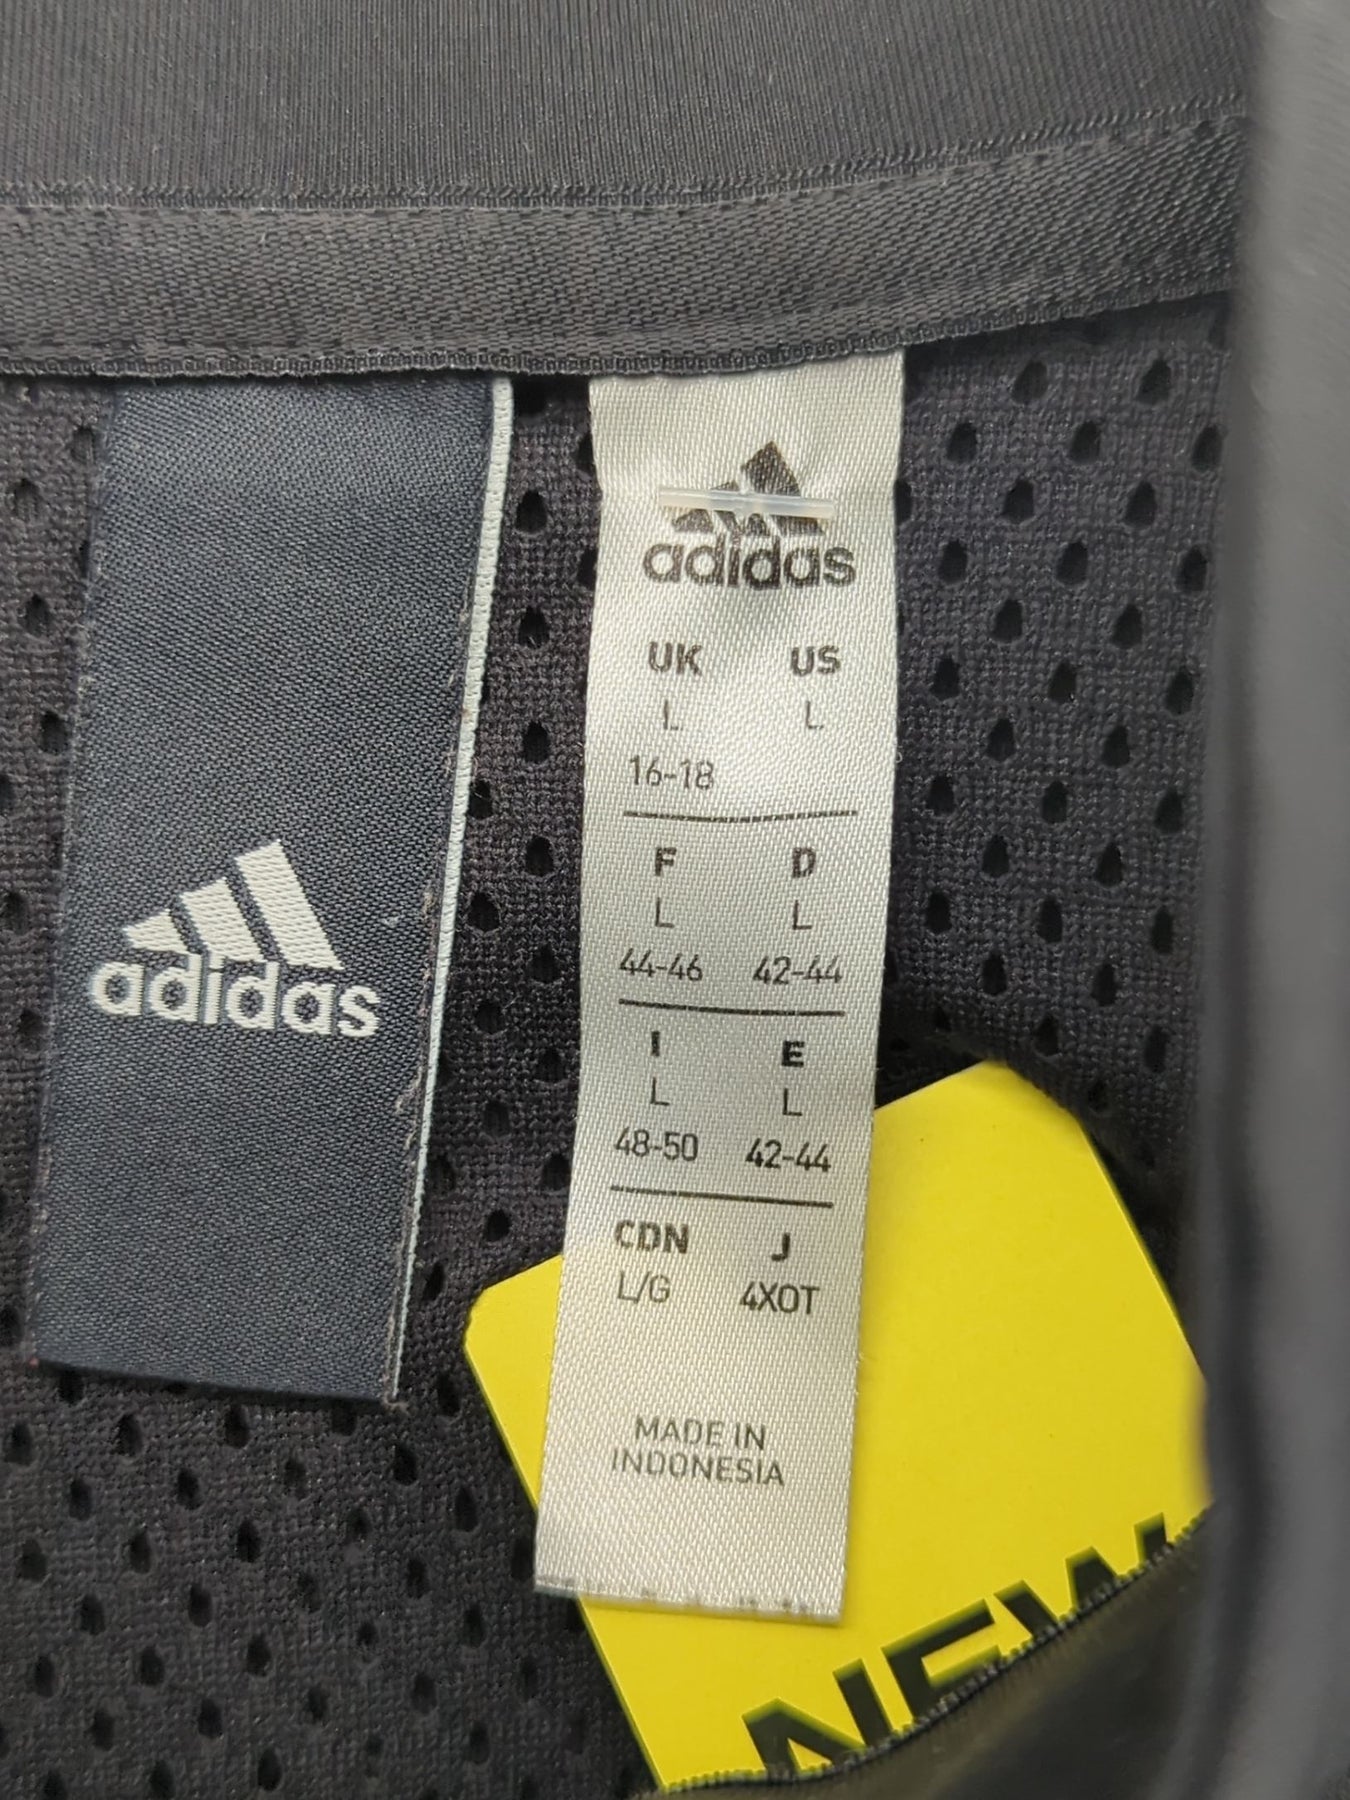 adidas
adidas
UK US
L L
16-18
F D
L L
44-46 42-44
I E
L L
48-50 42-44
CDN J
L/G 4XOT
MADE IN
INDONESIA
NEW